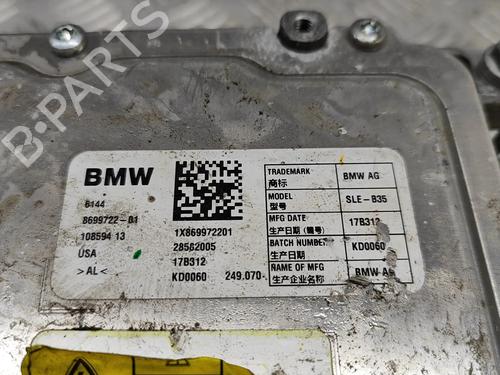 B-PARTS
BMW
6144
8699722-01
108594 13
USA
>AL<
1X869972201
28562005
17B312
KD0060 249.070-
TRADEMARK
商标
BMW AG
MODEL
型号
SLE-B35
MFG DATE
生产日期（编号）
17B312
BATCH NUMBER
生产日期
KD0060
NAME OF MFG
生产企业名称
BMW AG